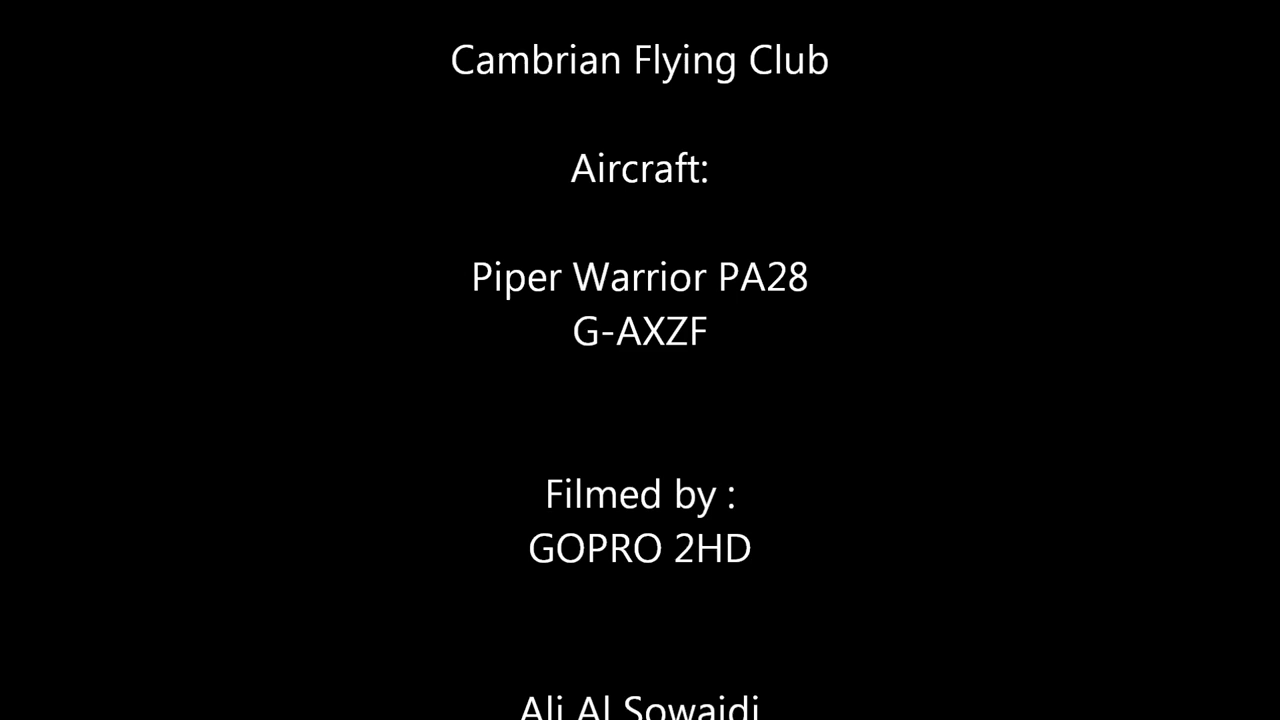 Cambrian Flying Club
Aircraft:
Piper Warrior PA28
G-AXZF
Filmed by :
GOPRO 2HD
Ali Al Sowaidi